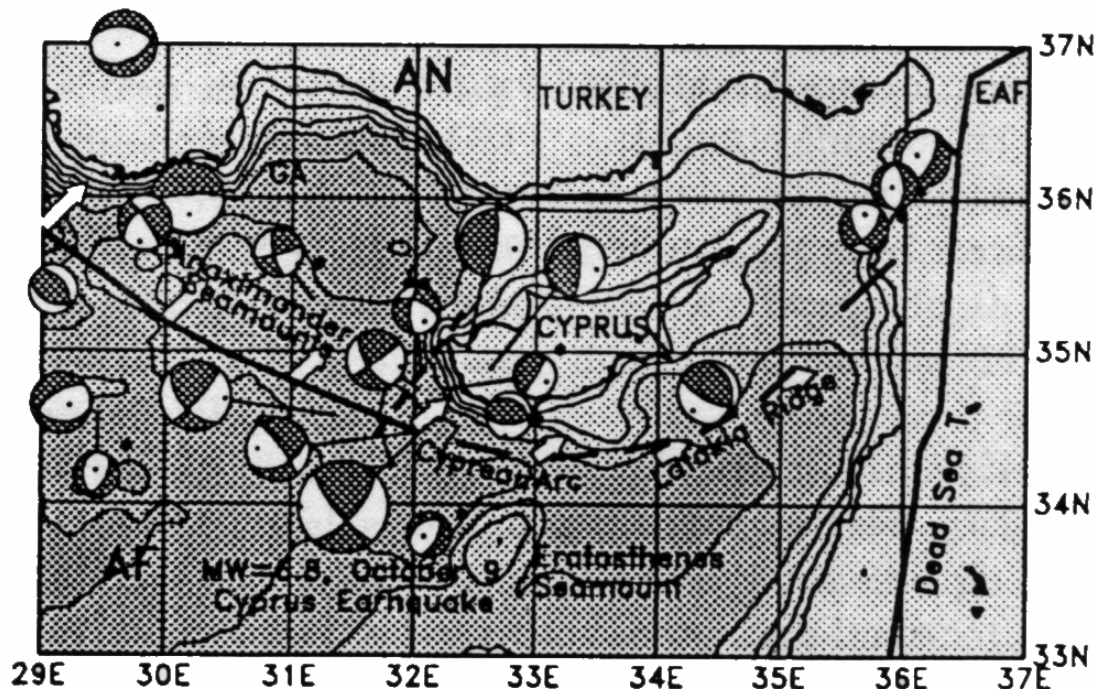 37N
AN
TURKEY
EAF
GA
36N
Anaximander
Seamounts
CYPRUS
35N
Latakia Ridge
Cyprean Arc
Dead Sea T.
34N
AF
MW=6.8, October 9
Cyprus Earhquake
Eratosthenes
Seamount
33N
29E 30E 31E 32E 33E 34E 35E 36E 37E